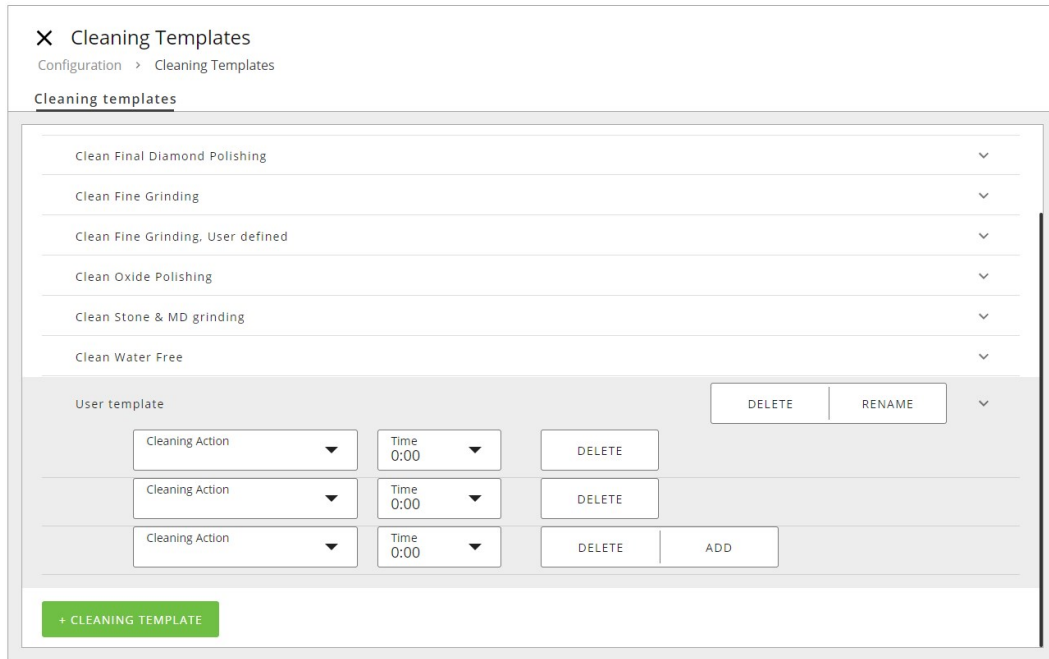 Cleaning Templates
Configuration > Cleaning Templates
Cleaning templates
Clean Final Diamond Polishing
Clean Fine Grinding
Clean Fine Grinding, User defined
Clean Oxide Polishing
Clean Stone & MD grinding
Clean Water Free
User template DELETE RENAME
Cleaning Action Time
0:00 DELETE
Cleaning Action Time
0:00 DELETE
Cleaning Action Time
0:00 DELETE ADD
+ CLEANING TEMPLATE